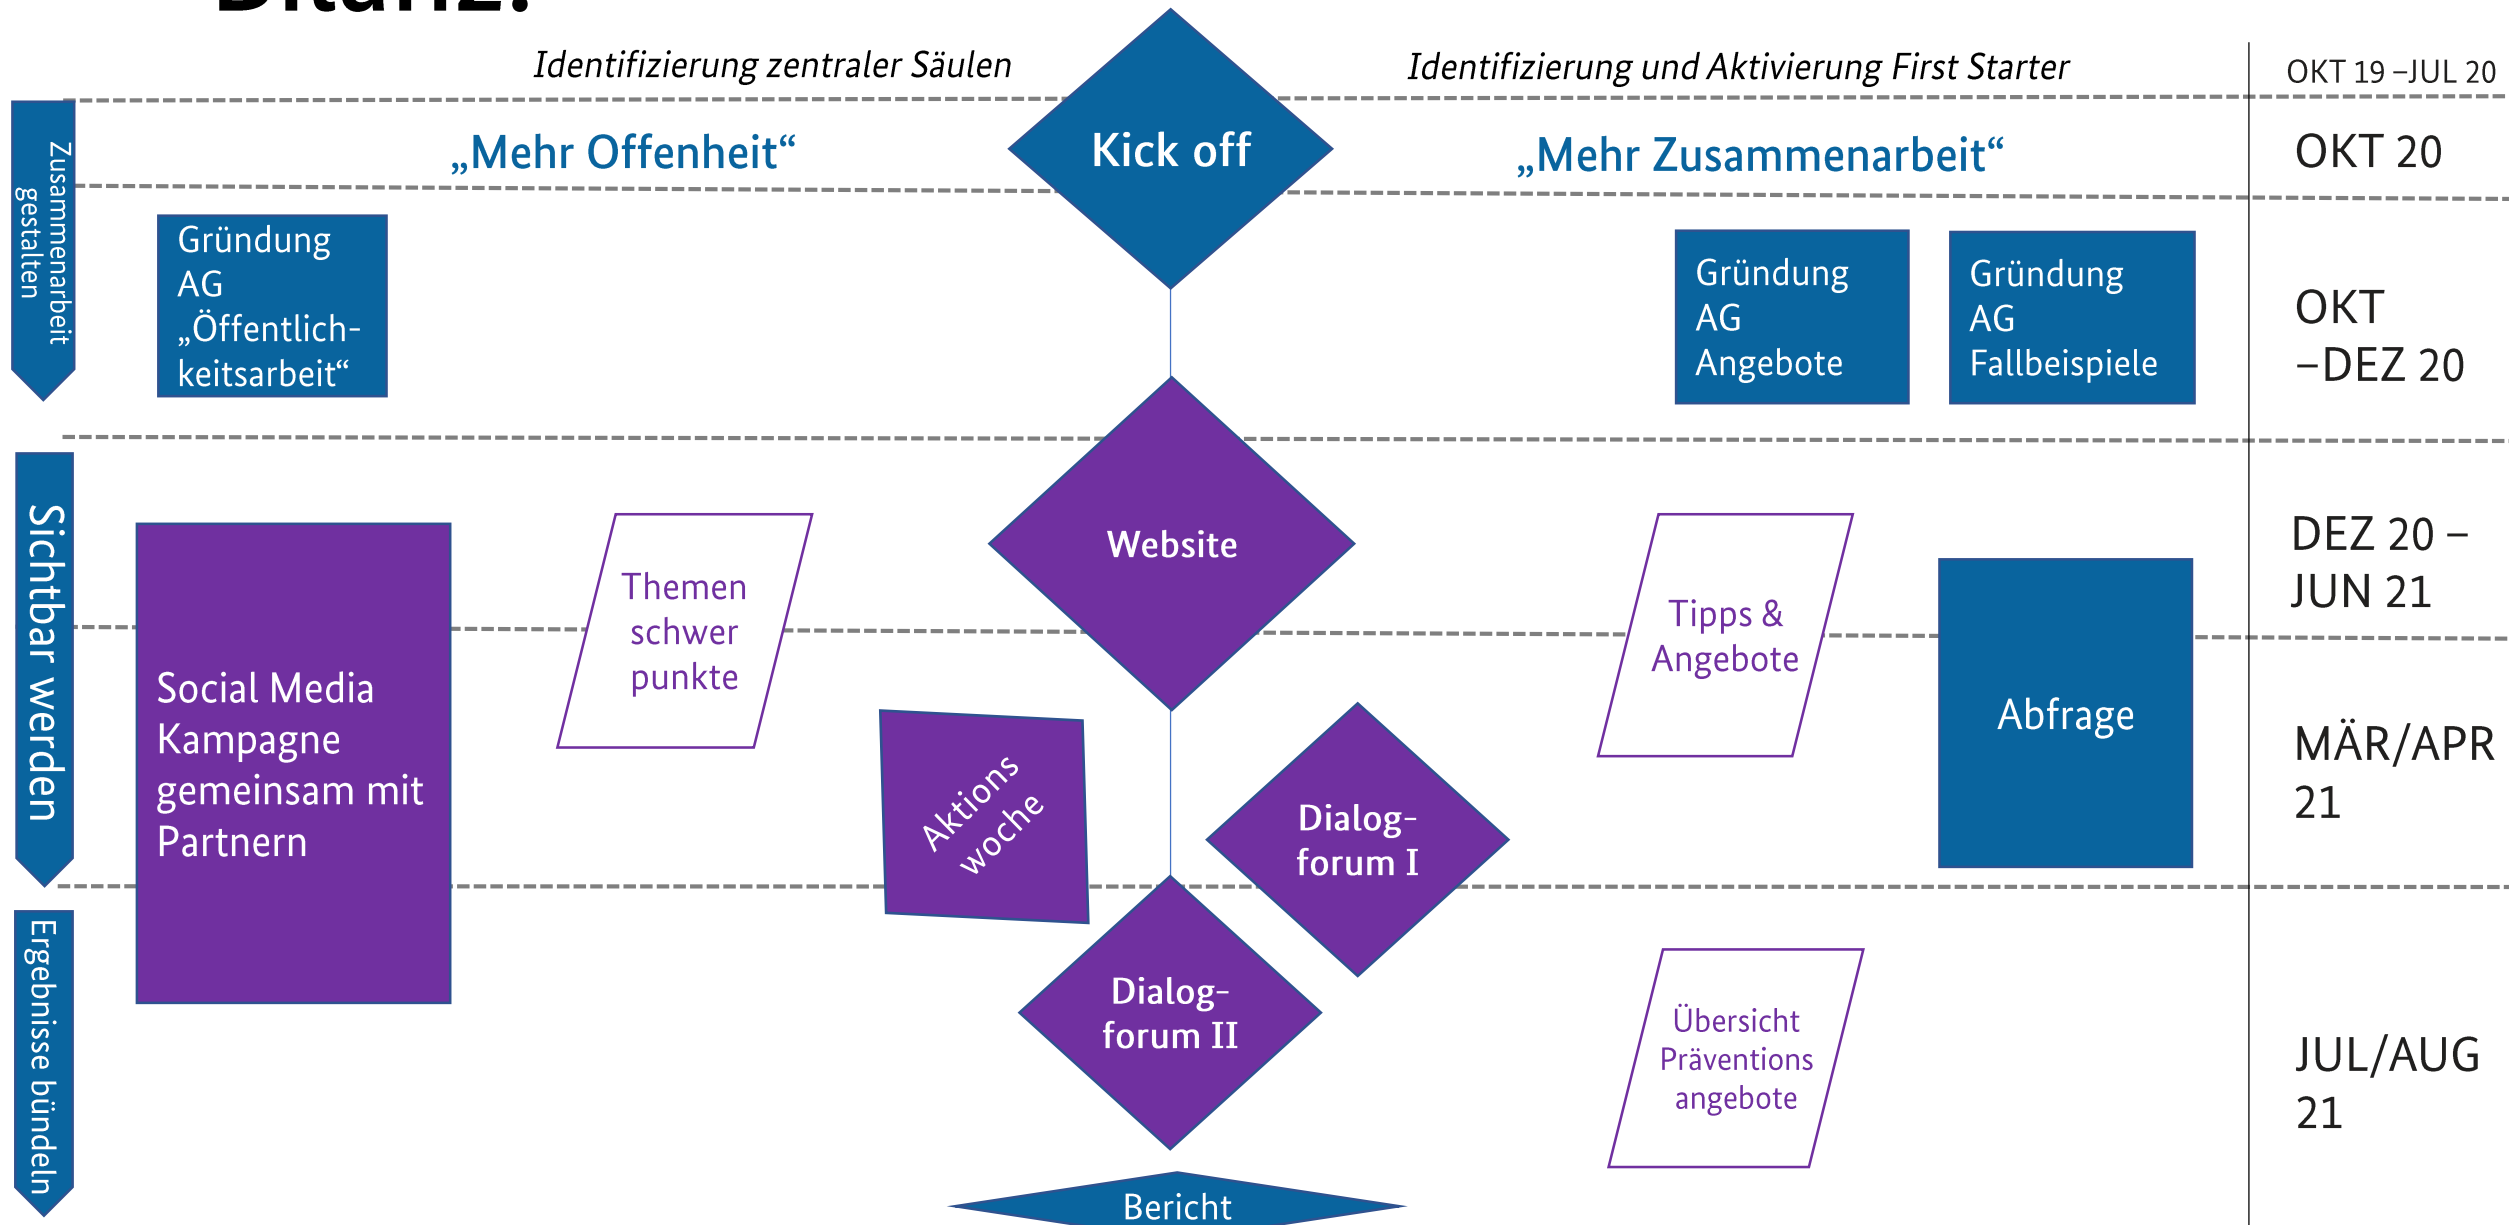 Bilanz:
Identifizierung zentraler Säulen
Identifizierung und Aktivierung First Starter
OKT 19 –JUL 20
Zusammenarbeit
gestalten
„Mehr Offenheit“
Kick off
„Mehr Zusammenarbeit“
OKT 20
Gründung
AG
„Öffentlich-
keitsarbeit“
Gründung
AG
Angebote
Gründung
AG
Fallbeispiele
OKT
–DEZ 20
Sichtbar werden
Social Media
Kampagne
gemeinsam mit
Partnern
Themen
schwer
punkte
Website
Tipps &
Angebote
Abfrage
DEZ 20 –
JUN 21
Aktions
woche
Dialog-
forum I
MÄR/APR
21
Ergebnisse bündeln
Dialog-
forum II
Übersicht
Präventions
angebote
JUL/AUG
21
Bericht